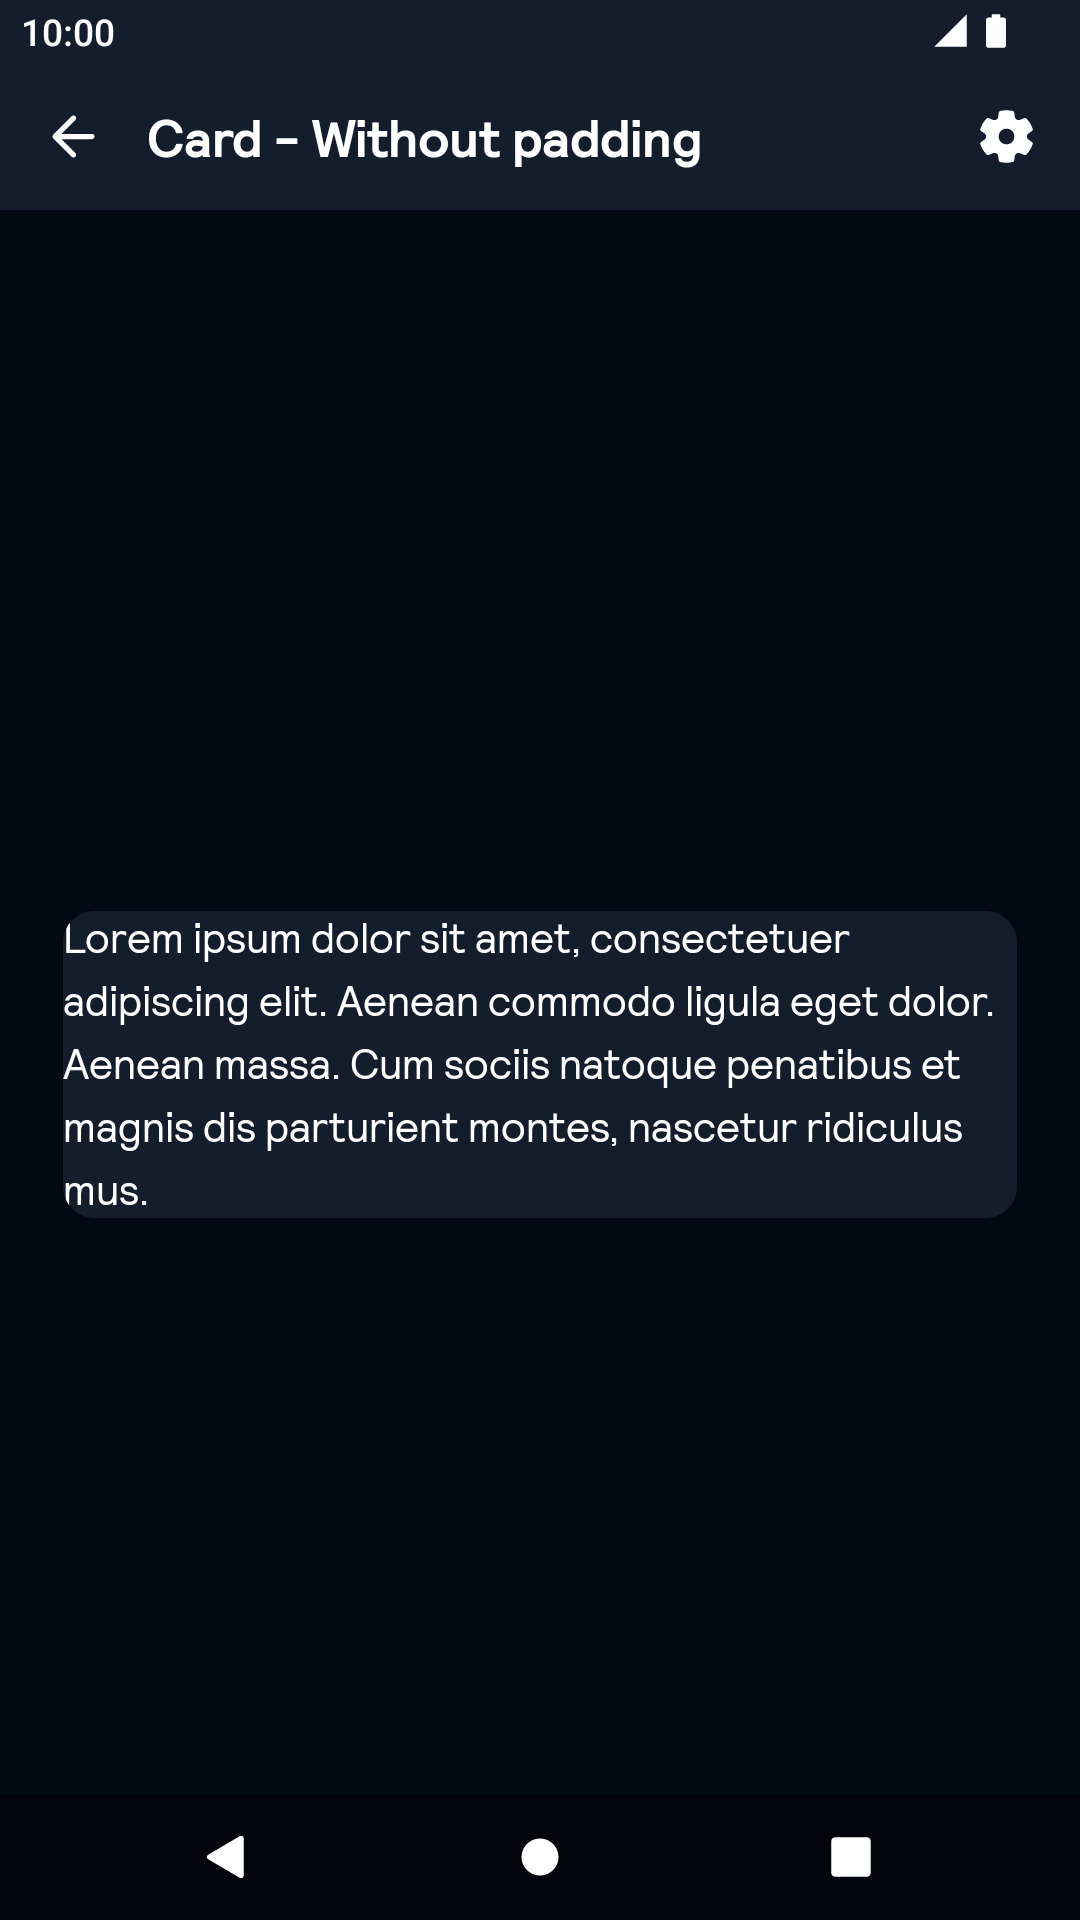 10:00
Card - Without padding
Lorem ipsum dolor sit amet, consectetuer
adipiscing elit. Aenean commodo ligula eget dolor.
Aenean massa. Cum sociis natoque penatibus et
magnis dis parturient montes, nascetur ridiculus
mus.